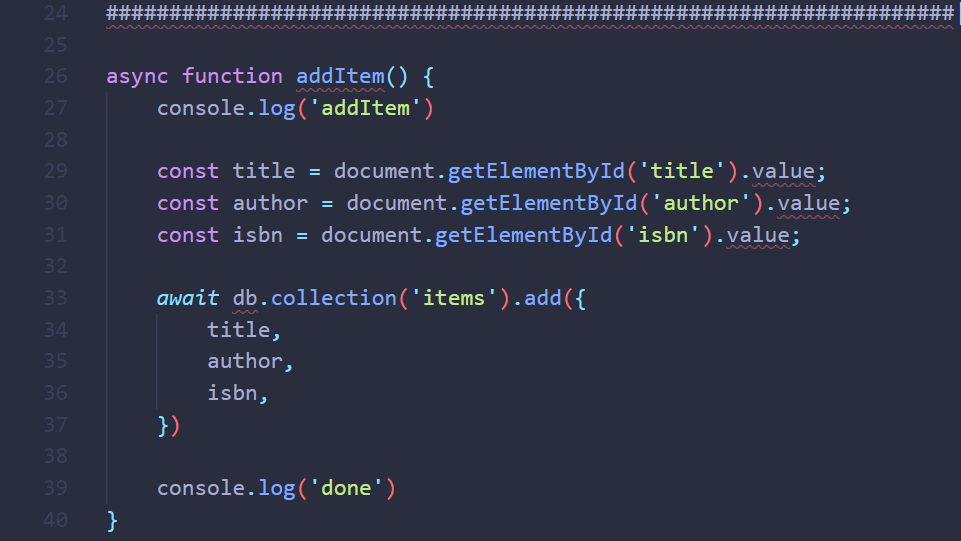 24 ###################################################################
25
26 async function addItem() {
27     console.log('addItem')
28
29     const title = document.getElementById('title').value;
30     const author = document.getElementById('author').value;
31     const isbn = document.getElementById('isbn').value;
32
33     await db.collection('items').add({
34         title,
35         author,
36         isbn,
37     })
38
39     console.log('done')
40 }